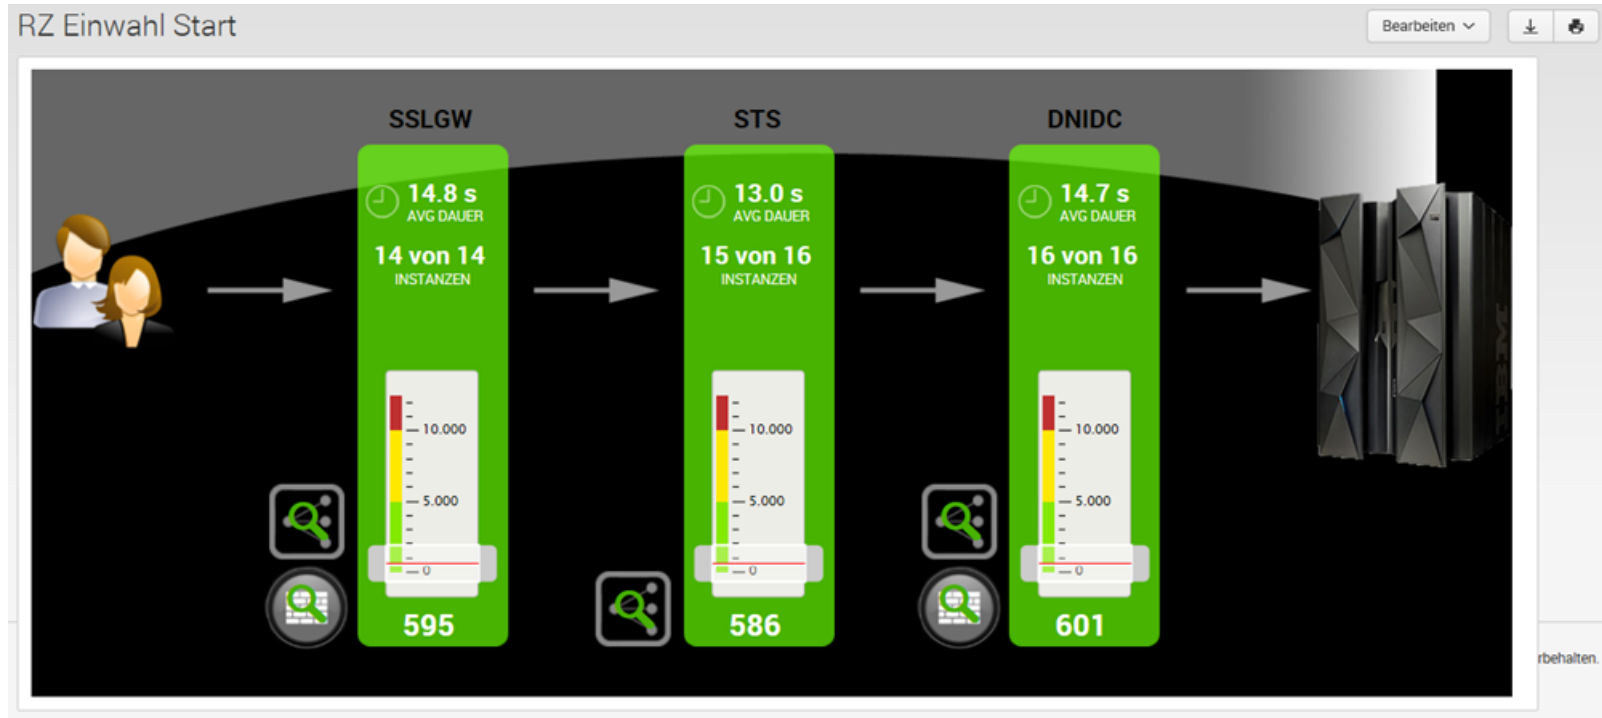 RZ Einwahl Start
Bearbeiten
SSLGW
STS
DNIDC
14.8 s
AVG DAUER
14 von 14
INSTANZEN
13.0 s
AVG DAUER
15 von 16
INSTANZEN
14.7 s
AVG DAUER
16 von 16
INSTANZEN
IBM
10.000
5.000
0
595
10.000
5.000
0
586
10.000
5.000
0
601
rbehalten.